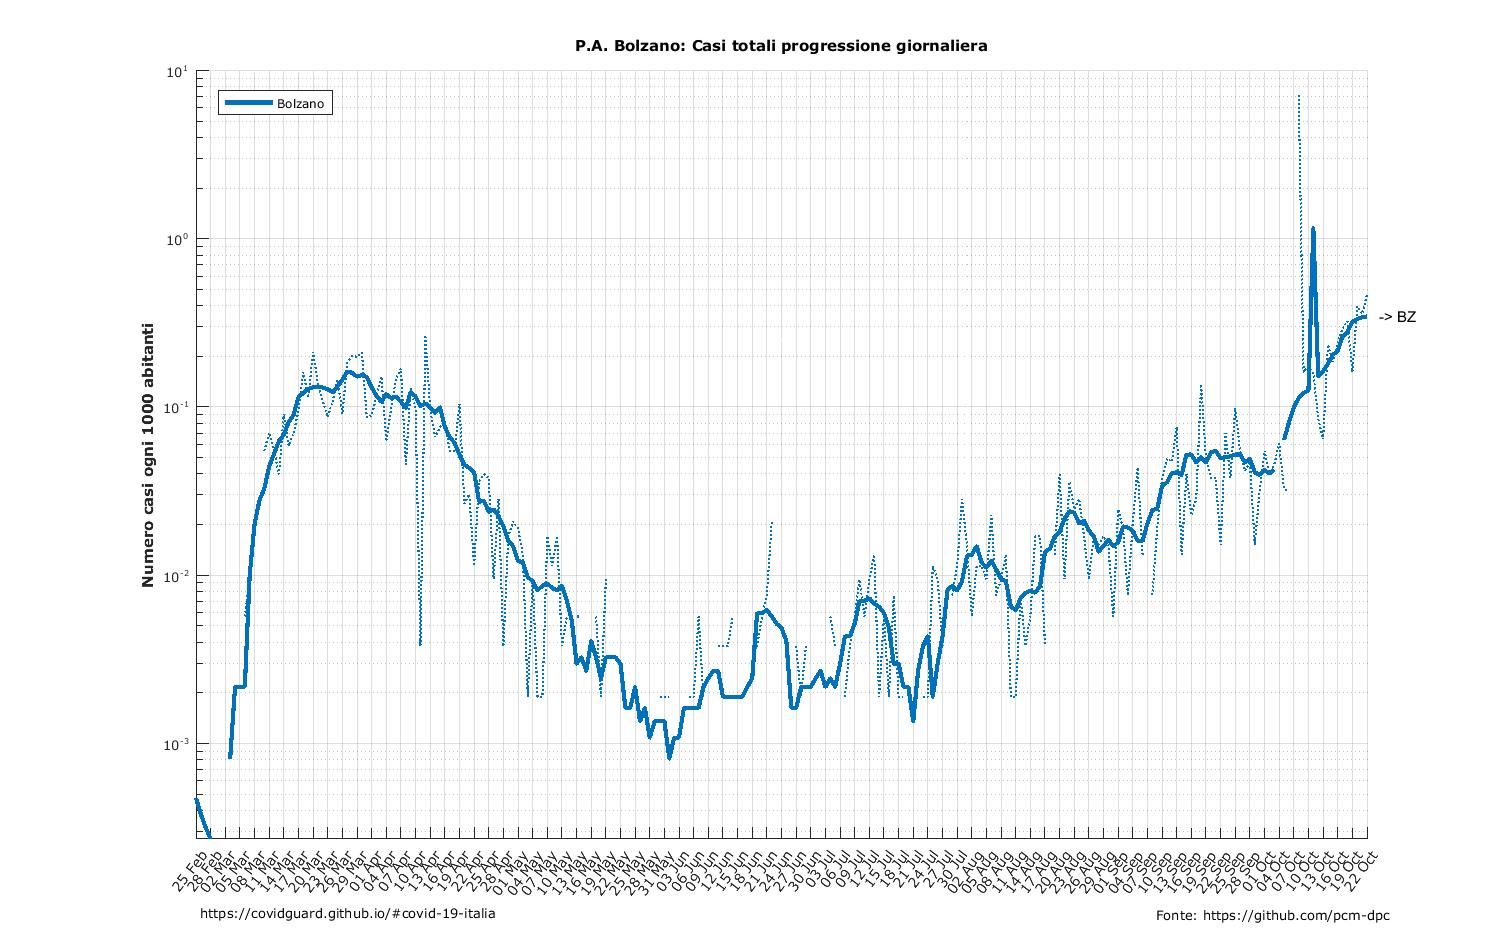 P.A. Bolzano: Casi totali progressione giornaliera
Bolzano
Numero casi ogni 1000 abitanti
10¹
10⁰
10⁻¹
10⁻²
10⁻³
-> BZ
25 Feb
28 Feb
02 Mar
05 Mar
08 Mar
11 Mar
14 Mar
17 Mar
20 Mar
23 Mar
26 Mar
29 Mar
01 Apr
04 Apr
07 Apr
10 Apr
13 Apr
16 Apr
19 Apr
22 Apr
25 Apr
28 Apr
01 May
04 May
07 May
10 May
13 May
16 May
19 May
22 May
25 May
28 May
31 May
03 Jun
06 Jun
09 Jun
12 Jun
15 Jun
18 Jun
21 Jun
24 Jun
27 Jun
30 Jun
03 Jul
06 Jul
09 Jul
12 Jul
15 Jul
18 Jul
21 Jul
24 Jul
27 Jul
30 Jul
02 Aug
05 Aug
08 Aug
11 Aug
14 Aug
17 Aug
20 Aug
23 Aug
26 Aug
29 Aug
01 Sep
04 Sep
07 Sep
10 Sep
13 Sep
16 Sep
19 Sep
22 Sep
25 Sep
28 Sep
01 Oct
04 Oct
07 Oct
10 Oct
13 Oct
16 Oct
19 Oct
22 Oct
https://covidguard.github.io/#covid-19-italia
Fonte: https://github.com/pcm-dpc